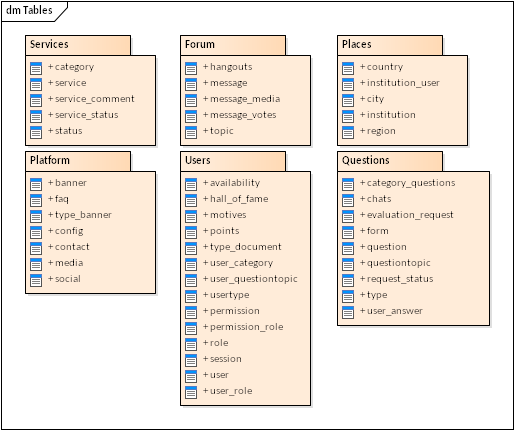 dm Tables
Services
+ category
+ service
+ service_comment
+ service_status
+ status
Forum
+ hangouts
+ message
+ message_media
+ message_votes
+ topic
Places
+ country
+ institution_user
+ city
+ institution
+ region
Platform
+ banner
+ faq
+ type_banner
+ config
+ contact
+ media
+ social
Users
+ availability
+ hall_of_fame
+ motives
+ points
+ type_document
+ user_category
+ user_questiontopic
+ usertype
+ permission
+ permission_role
+ role
+ session
+ user
+ user_role
Questions
+ category_questions
+ chats
+ evaluation_request
+ form
+ question
+ questiontopic
+ request_status
+ type
+ user_answer